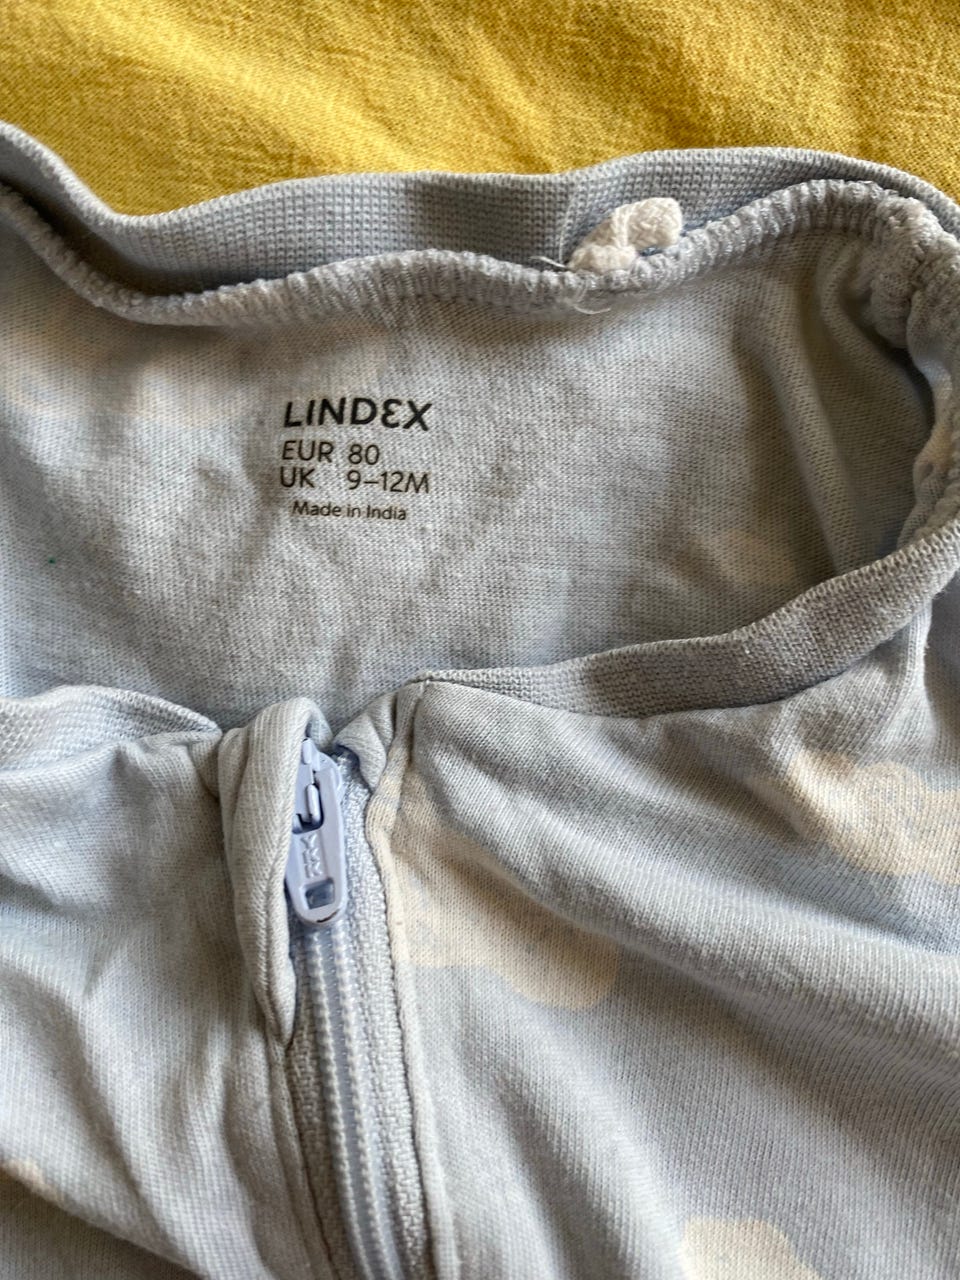 LINDEX
EUR 80
UK 9–12M
Made in India